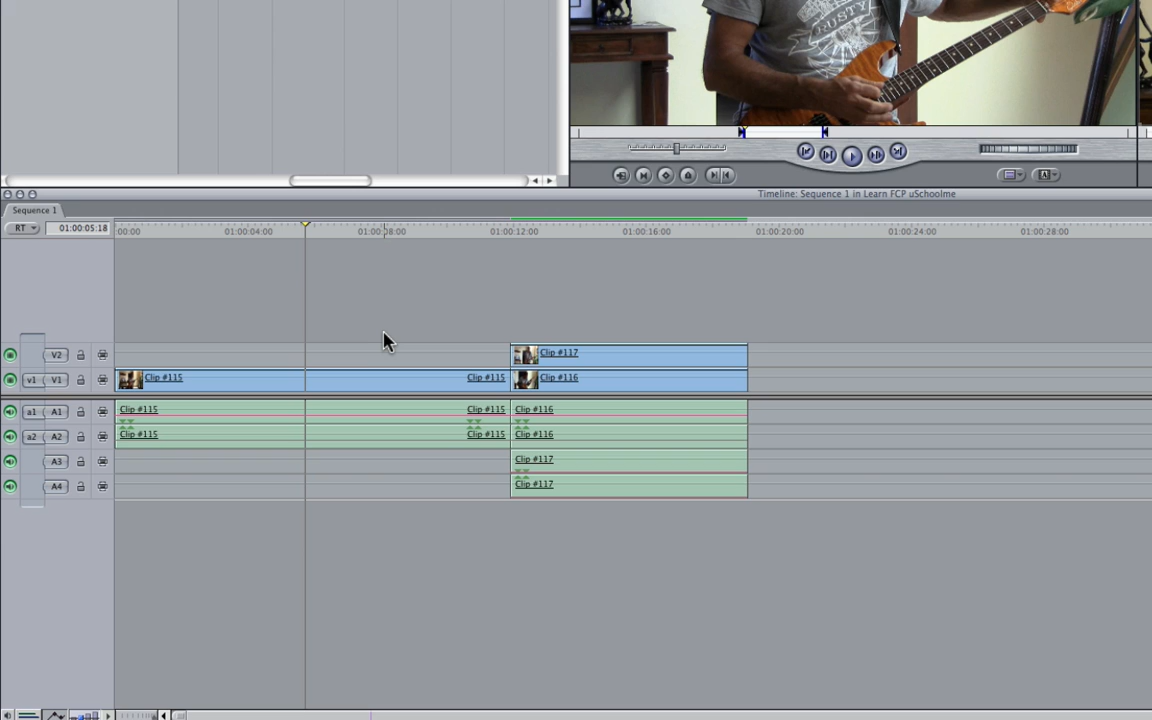 RUSTY
Timeline: Sequence 1 in Learn FCP uSchoolme
Sequence 1
RT 01:00:05:18 :00:00 01:00:04:00 01:00:08:00 01:00:12:00 01:00:16:00 01:00:20:00 01:00:24:00 01:00:28:00
V2 Clip #117
v1 V1 Clip #115 Clip #115 Clip #116
a1 A1 Clip #115 Clip #115 Clip #116
a2 A2 Clip #115 Clip #115 Clip #116
A3 Clip #117
A4 Clip #117